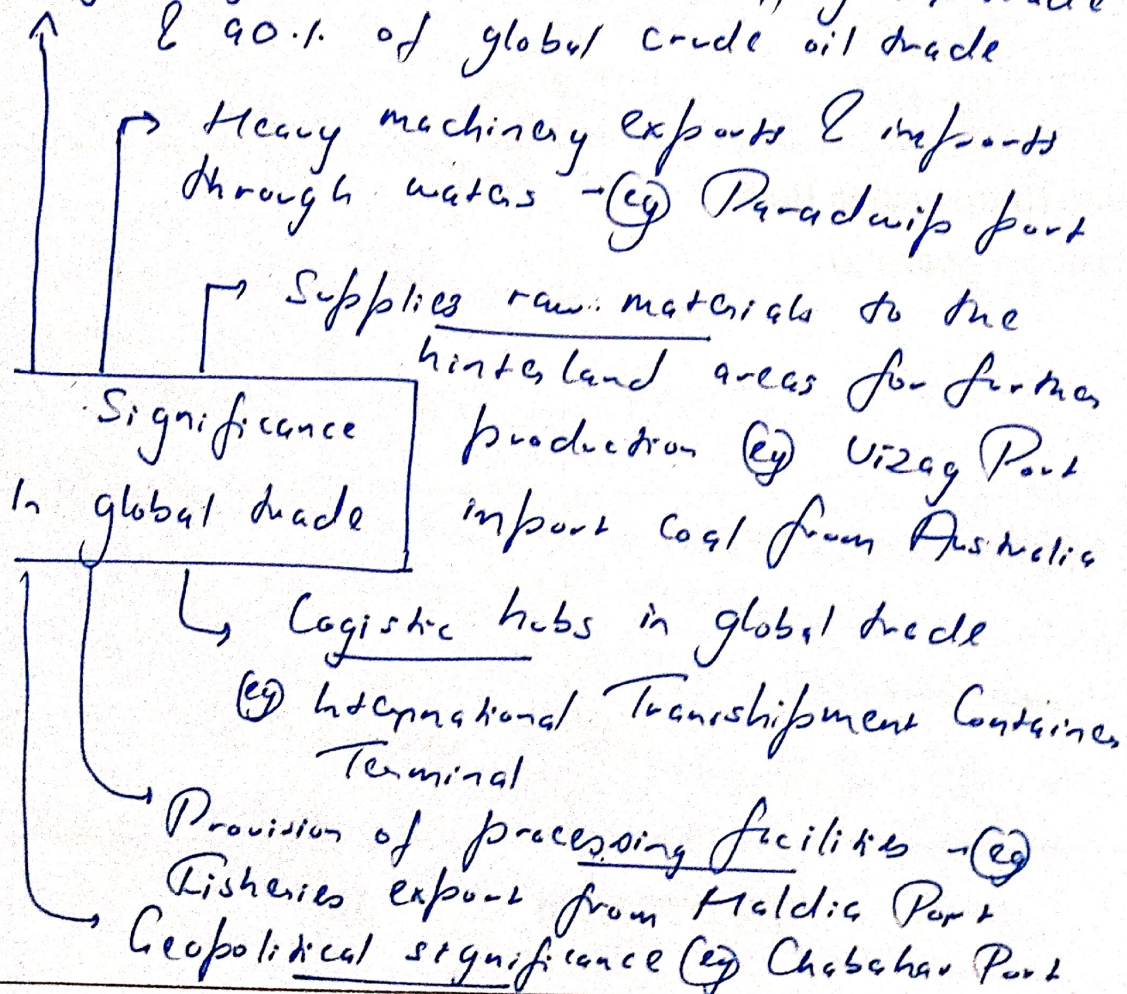 & 90.1. of global crude oil trade
Heavy machinery exports & imports
through waters - eg Paradwip port
Supplies raw materials to the
hinterland areas for further
production eg Vizag Port
import coal from Australia
Significance
In global trade
Logistic hubs in global trade
eg International Transhipment Container
Terminal
Provision of processing facilities - eg
Fisheries export from Haldia Port
Geopolitical significance eg Chabahar Port